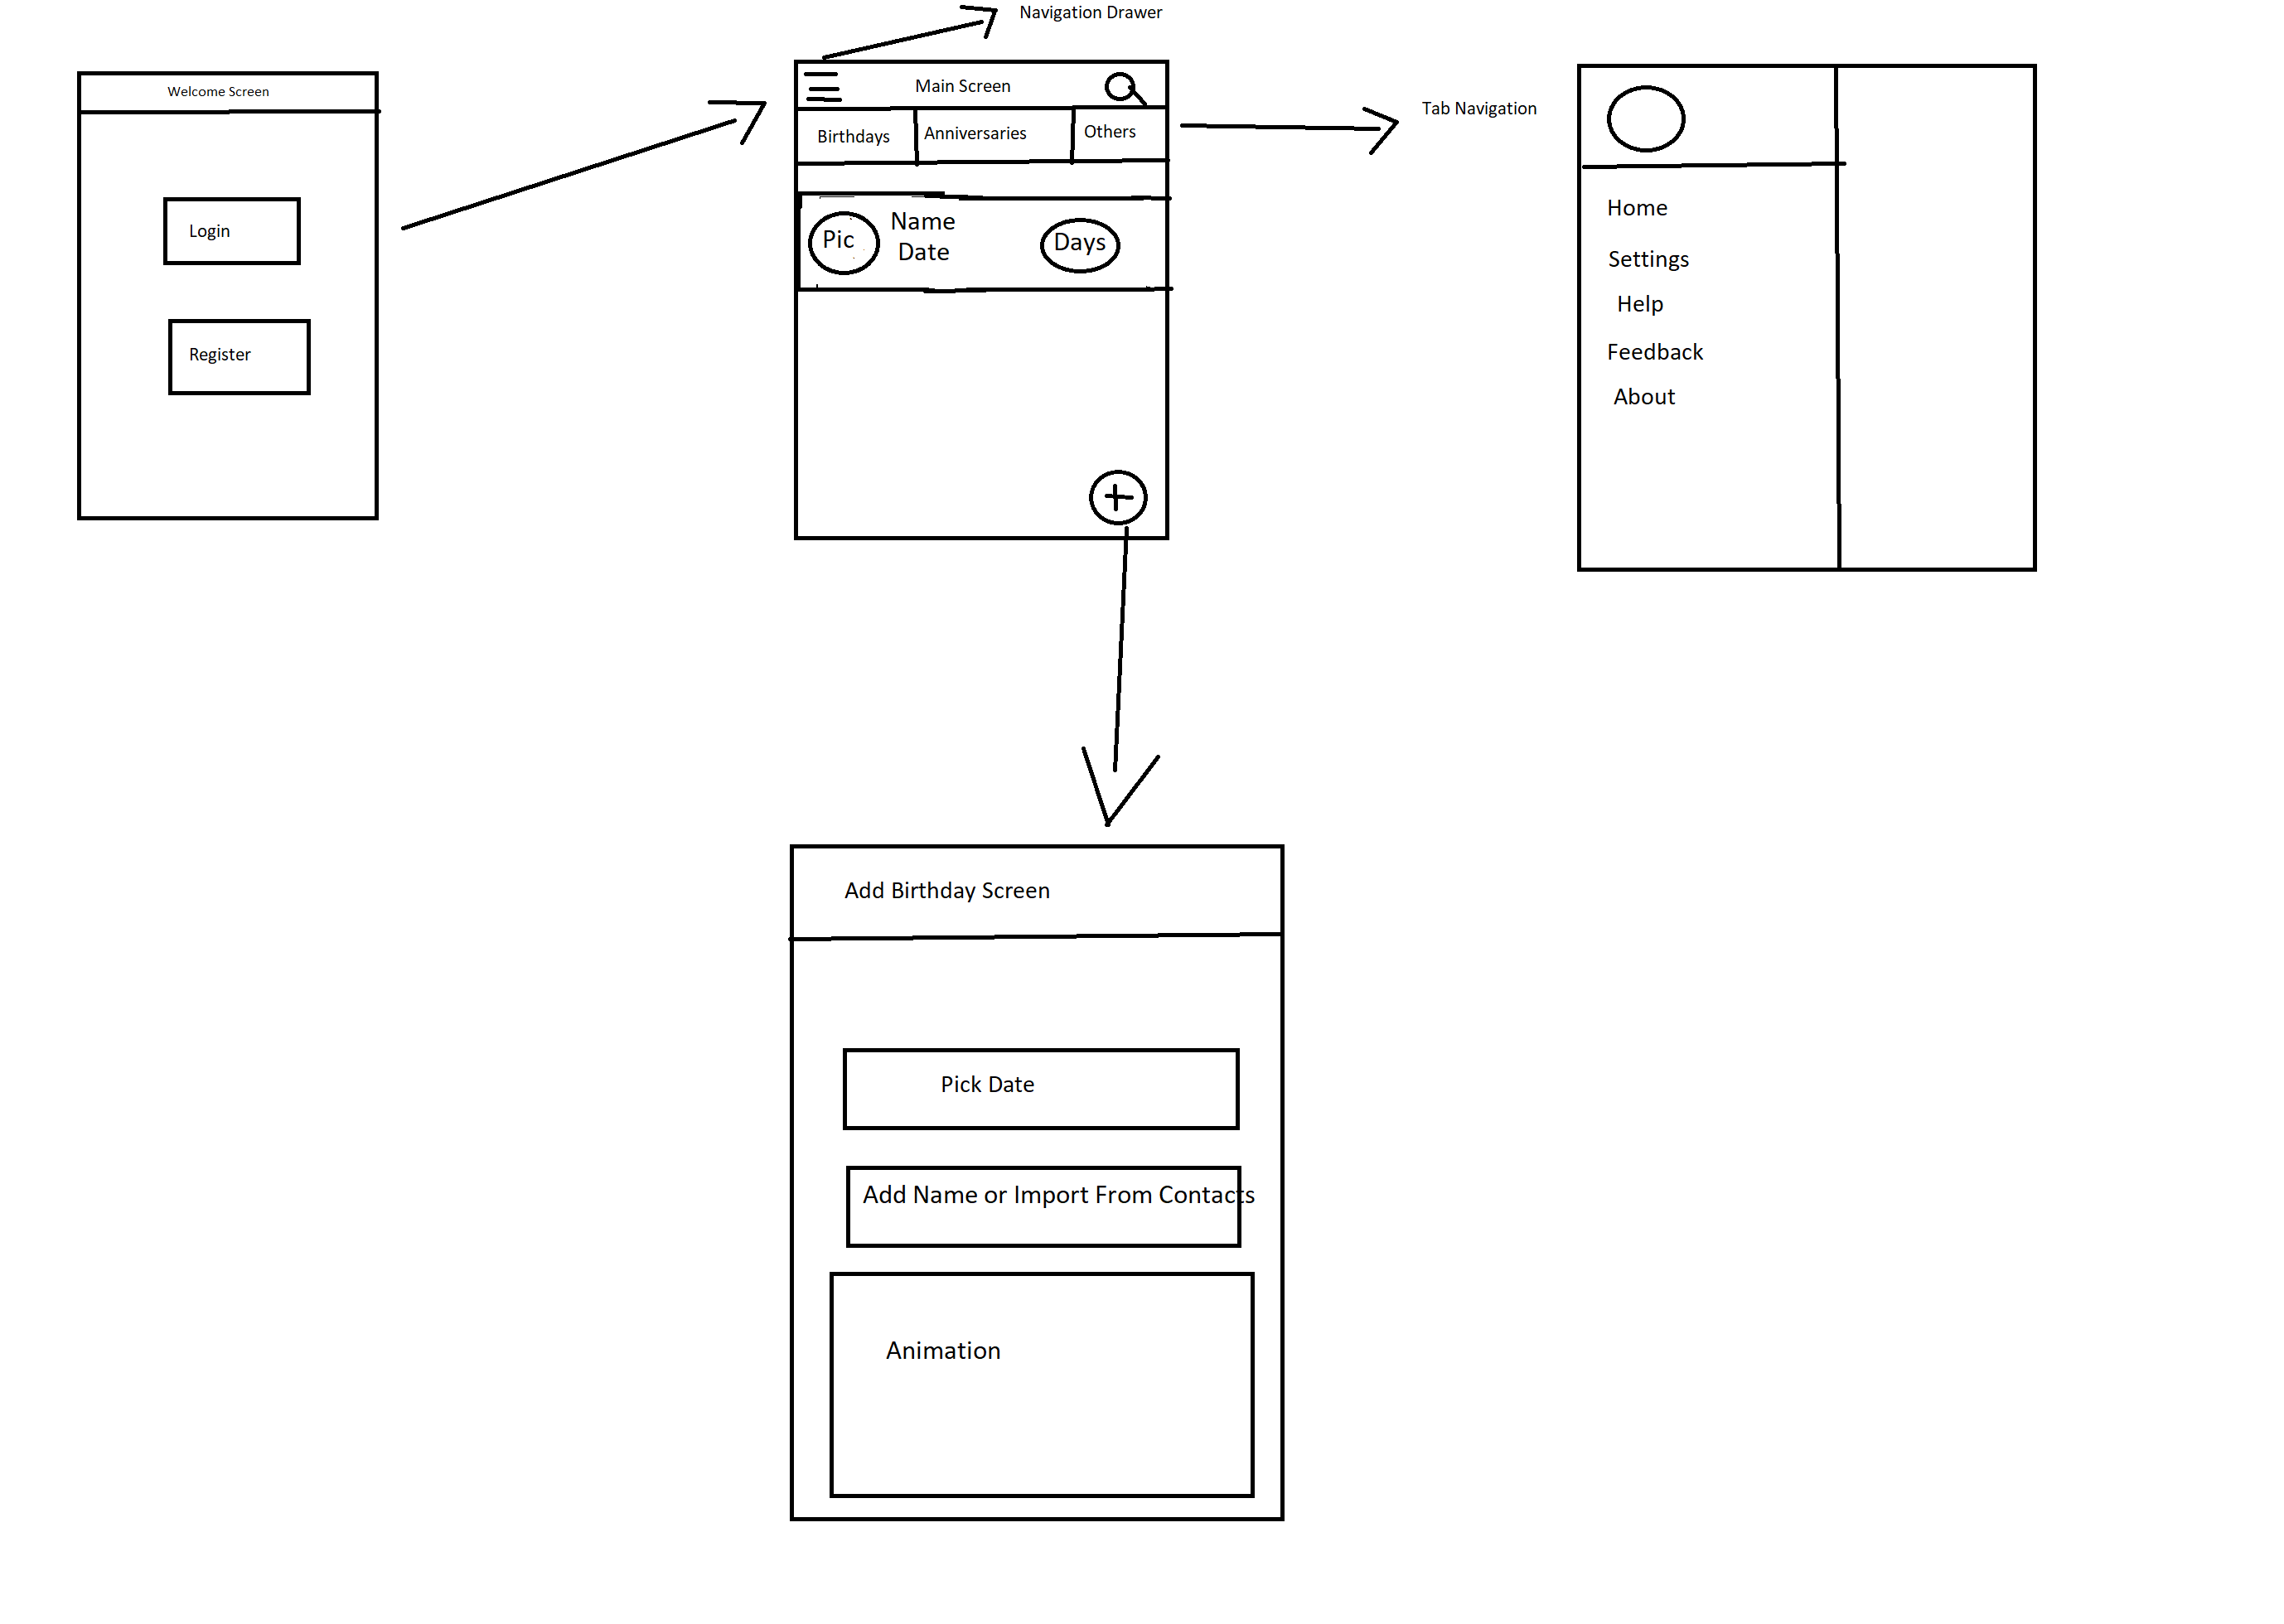 Navigation Drawer
Welcome Screen
Login
Register
Main Screen
Birthdays
Anniversaries
Others
Pic
Name
Date
Days
Tab Navigation
Home
Settings
Help
Feedback
About
Add Birthday Screen
Pick Date
Add Name or Import From Contacts
Animation